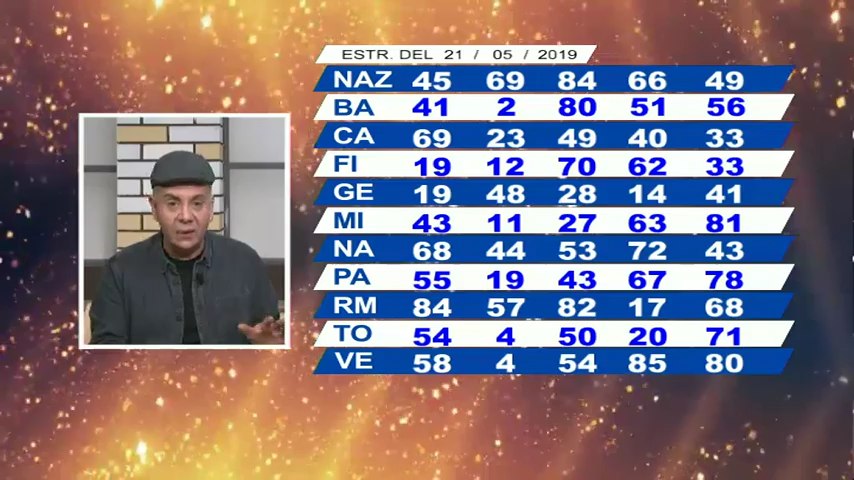 ESTR. DEL 21 / 05 / 2019
NAZ 45 69 84 66 49
BA 41 2 80 51 56
CA 69 23 49 40 33
FI 19 12 70 62 33
GE 19 48 28 14 41
MI 43 11 27 63 81
NA 68 44 53 72 43
PA 55 19 43 67 78
RM 84 57 82 17 68
TO 54 4 50 20 71
VE 58 4 54 85 80